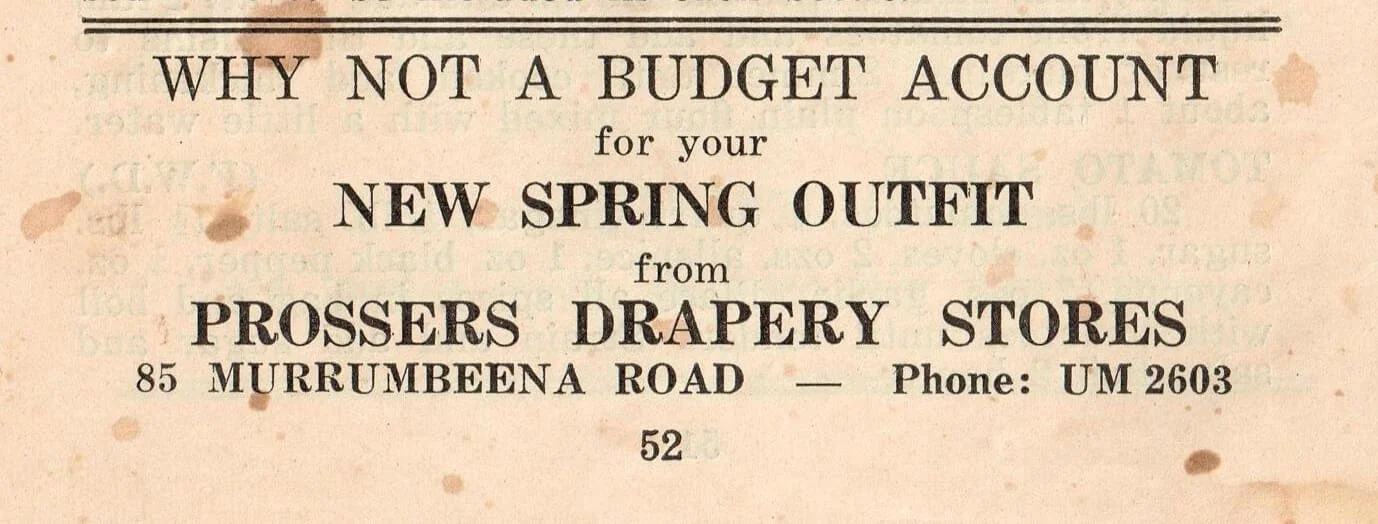 WHY NOT A BUDGET ACCOUNT
for your
NEW SPRING OUTFIT
from
PROSSERS DRAPERY STORES
85 MURRUMBEENA ROAD — Phone: UM 2603
52